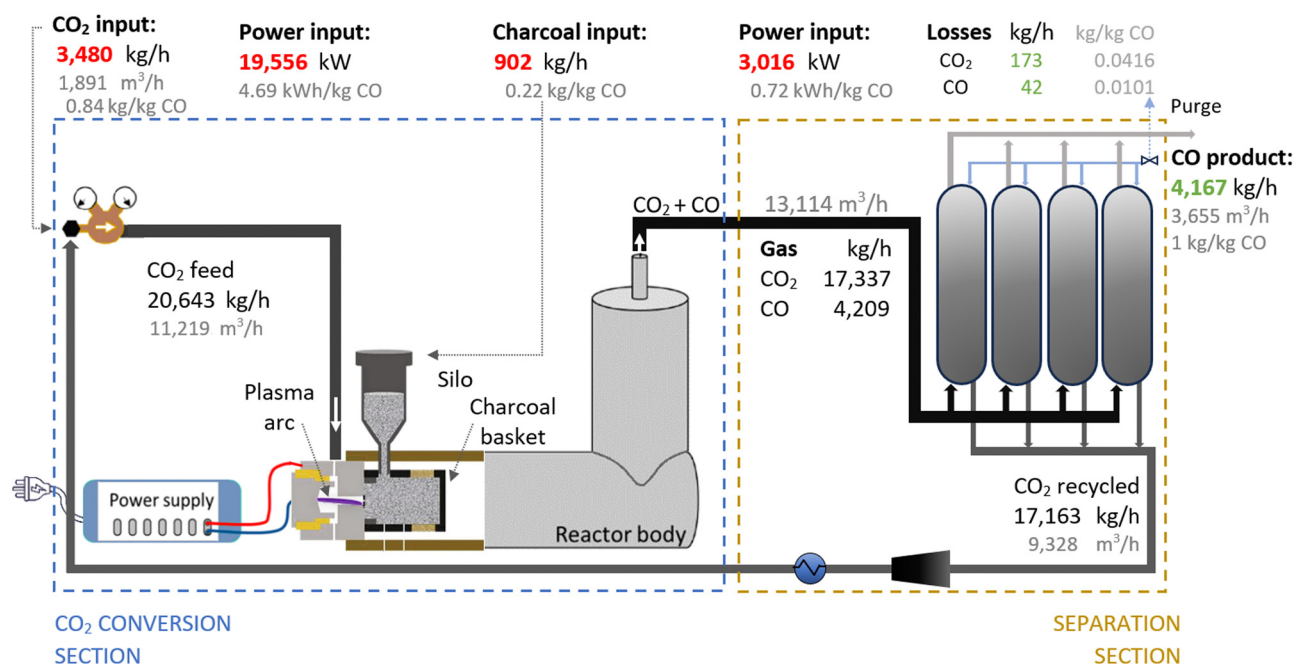 CO₂ input:
3,480 kg/h
1,891 m³/h
0.84 kg/kg CO
Power input:
19,556 kW
4.69 kWh/kg CO
Charcoal input:
902 kg/h
0.22 kg/kg CO
Power input:
3,016 kW
0.72 kWh/kg CO
Losses kg/h kg/kg CO
CO₂ 173 0.0416
CO 42 0.0101
Purge
CO product:
4,167 kg/h
3,655 m³/h
1 kg/kg CO
CO₂ + CO
13,114 m³/h
Gas kg/h
CO₂ 17,337
CO 4,209
CO₂ feed
20,643 kg/h
11,219 m³/h
Silo
Plasma
arc
Charcoal
basket
Power supply
Reactor body
CO₂ recycled
17,163 kg/h
9,328 m³/h
CO₂ CONVERSION
SECTION
SEPARATION
SECTION